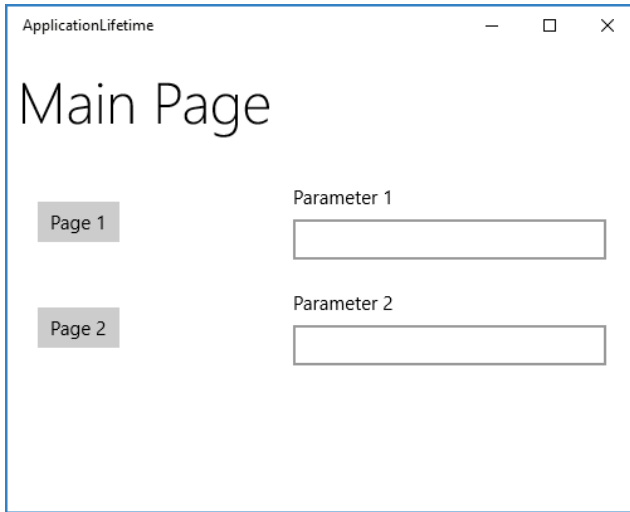 ApplicationLifetime
Main Page
Page 1
Parameter 1
Page 2
Parameter 2